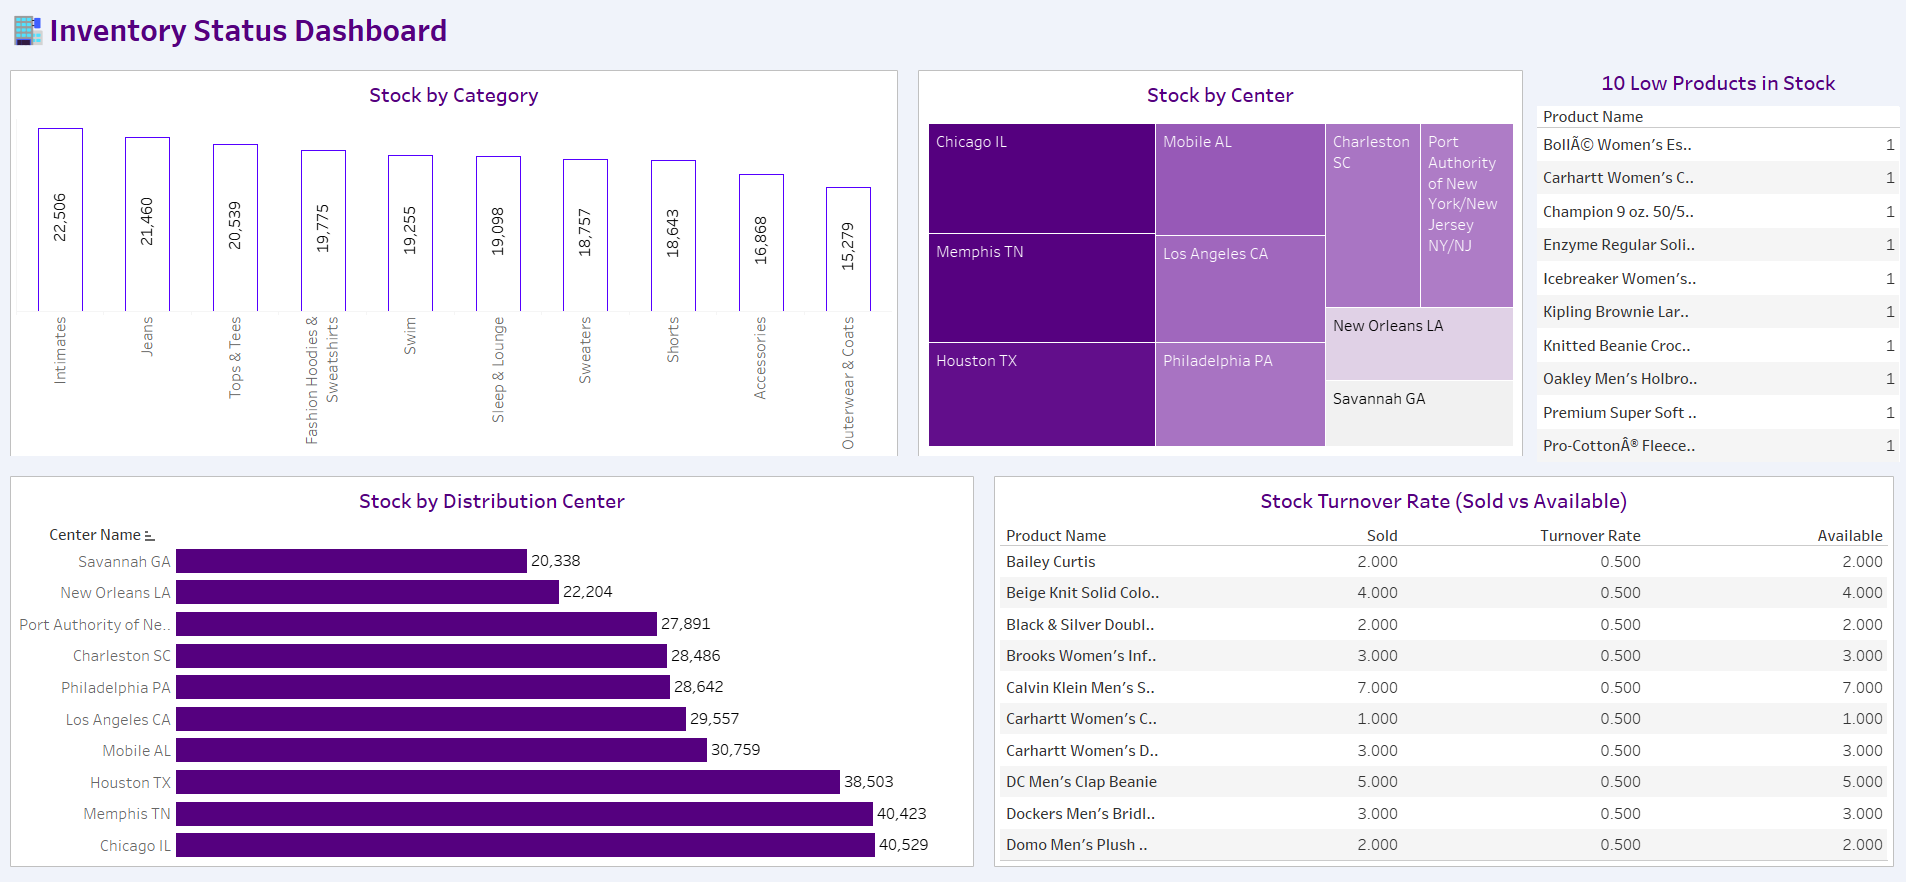 Inventory Status Dashboard
Stock by Category
22,506
21,460
20,539
19,775
19,255
19,098
18,757
18,643
16,868
15,279
Intimates
Jeans
Tops & Tees
Fashion Hoodies &
Sweatshirts
Swim
Sleep & Lounge
Sweaters
Shorts
Accessories
Outerwear & Coats
Stock by Center
Chicago IL
Memphis TN
Houston TX
Mobile AL
Los Angeles CA
Philadelphia PA
Charleston
SC
Port
Authority
of New
York/New
Jersey
NY/NJ
New Orleans LA
Savannah GA
10 Low Products in Stock
Product Name
BollÃ© Women's Es.. 1
Carhartt Women's C.. 1
Champion 9 oz. 50/5.. 1
Enzyme Regular Soli.. 1
Icebreaker Women's.. 1
Kipling Brownie Lar.. 1
Knitted Beanie Croc.. 1
Oakley Men's Holbro.. 1
Premium Super Soft .. 1
Pro-CottonÂ® Fleece.. 1
Stock by Distribution Center
Center Name
Savannah GA 20,338
New Orleans LA 22,204
Port Authority of Ne.. 27,891
Charleston SC 28,486
Philadelphia PA 28,642
Los Angeles CA 29,557
Mobile AL 30,759
Houston TX 38,503
Memphis TN 40,423
Chicago IL 40,529
Stock Turnover Rate (Sold vs Available)
Product Name Sold Turnover Rate Available
Bailey Curtis 2.000 0.500 2.000
Beige Knit Solid Colo.. 4.000 0.500 4.000
Black & Silver Doubl.. 2.000 0.500 2.000
Brooks Women's Inf.. 3.000 0.500 3.000
Calvin Klein Men's S.. 7.000 0.500 7.000
Carhartt Women's C.. 1.000 0.500 1.000
Carhartt Women's D.. 3.000 0.500 3.000
DC Men's Clap Beanie 5.000 0.500 5.000
Dockers Men's Bridl.. 3.000 0.500 3.000
Domo Men's Plush .. 2.000 0.500 2.000